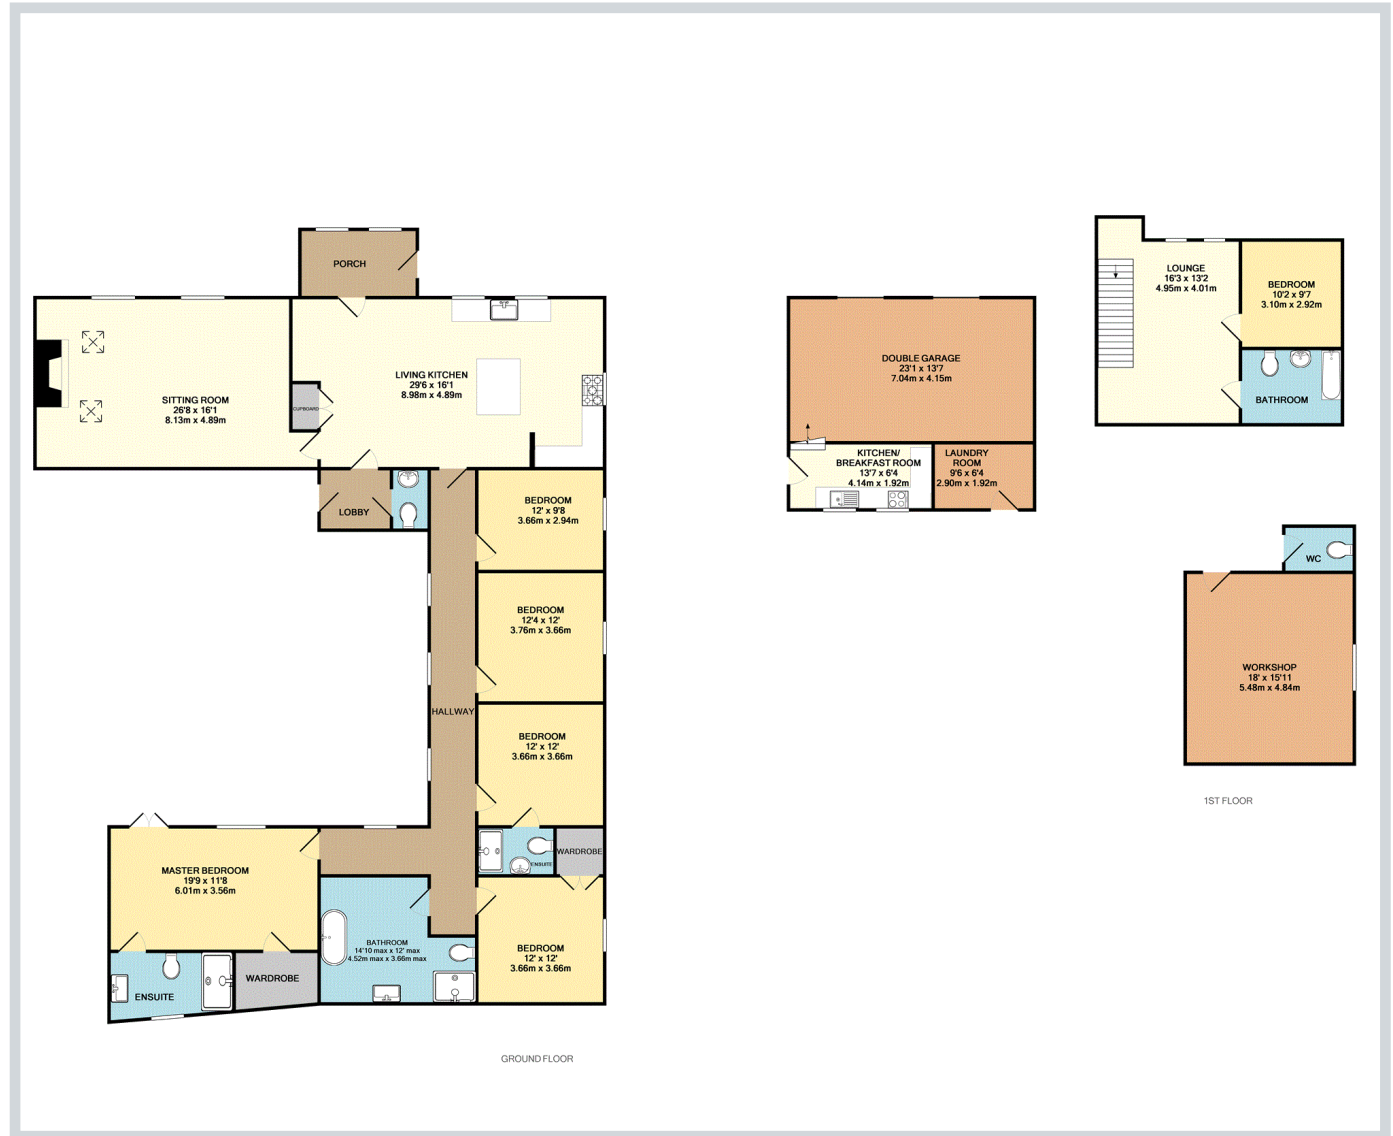 PORCH
SITTING ROOM
26'8 x 16'1
8.13m x 4.89m
CUPBOARD
LIVING KITCHEN
29'6 x 16'1
8.98m x 4.89m
LOBBY
BEDROOM
12' x 9'8
3.66m x 2.94m
BEDROOM
12'4 x 12'
3.76m x 3.66m
HALLWAY
BEDROOM
12' x 12'
3.66m x 3.66m
ENSUITE
WARDROBE
MASTER BEDROOM
19'9 x 11'8
6.01m x 3.56m
BATHROOM
14'10 max x 12' max
4.52m max x 3.66m max
BEDROOM
12' x 12'
3.66m x 3.66m
ENSUITE
WARDROBE
GROUND FLOOR
DOUBLE GARAGE
23'1 x 13'7
7.04m x 4.15m
KITCHEN/
BREAKFAST ROOM
13'7 x 6'4
4.14m x 1.92m
LAUNDRY
ROOM
9'6 x 6'4
2.90m x 1.92m
LOUNGE
16'3 x 13'2
4.95m x 4.01m
BEDROOM
10'2 x 9'7
3.10m x 2.92m
BATHROOM
WC
WORKSHOP
18' x 15'11
5.48m x 4.84m
1ST FLOOR